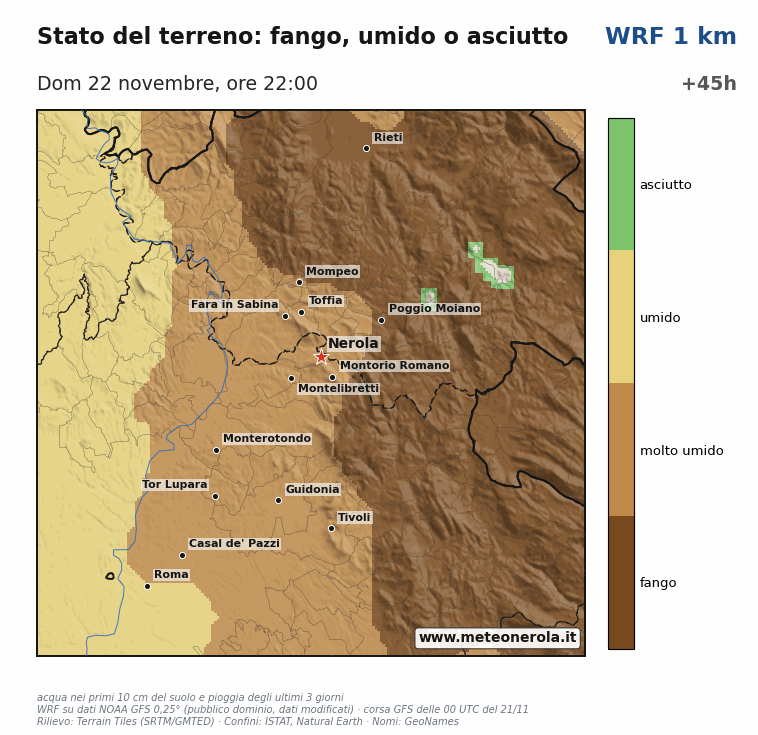 Stato del terreno: fango, umido o asciutto
WRF 1 km
Dom 22 novembre, ore 22:00
+45h
Rieti
Mompeo
Toffia
Fara in Sabina
Poggio Moiano
Nerola
Montorio Romano
Montelibretti
Monterotondo
Tor Lupara
Guidonia
Tivoli
Casal de' Pazzi
Roma
www.meteonerola.it
asciutto
umido
molto umido
fango
acqua nei primi 10 cm del suolo e pioggia degli ultimi 3 giorni
WRF su dati NOAA GFS 0,25° (pubblico dominio, dati modificati) · corsa GFS delle 00 UTC del 21/11
Rilievo: Terrain Tiles (SRTM/GMTED) · Confini: ISTAT, Natural Earth · Nomi: GeoNames